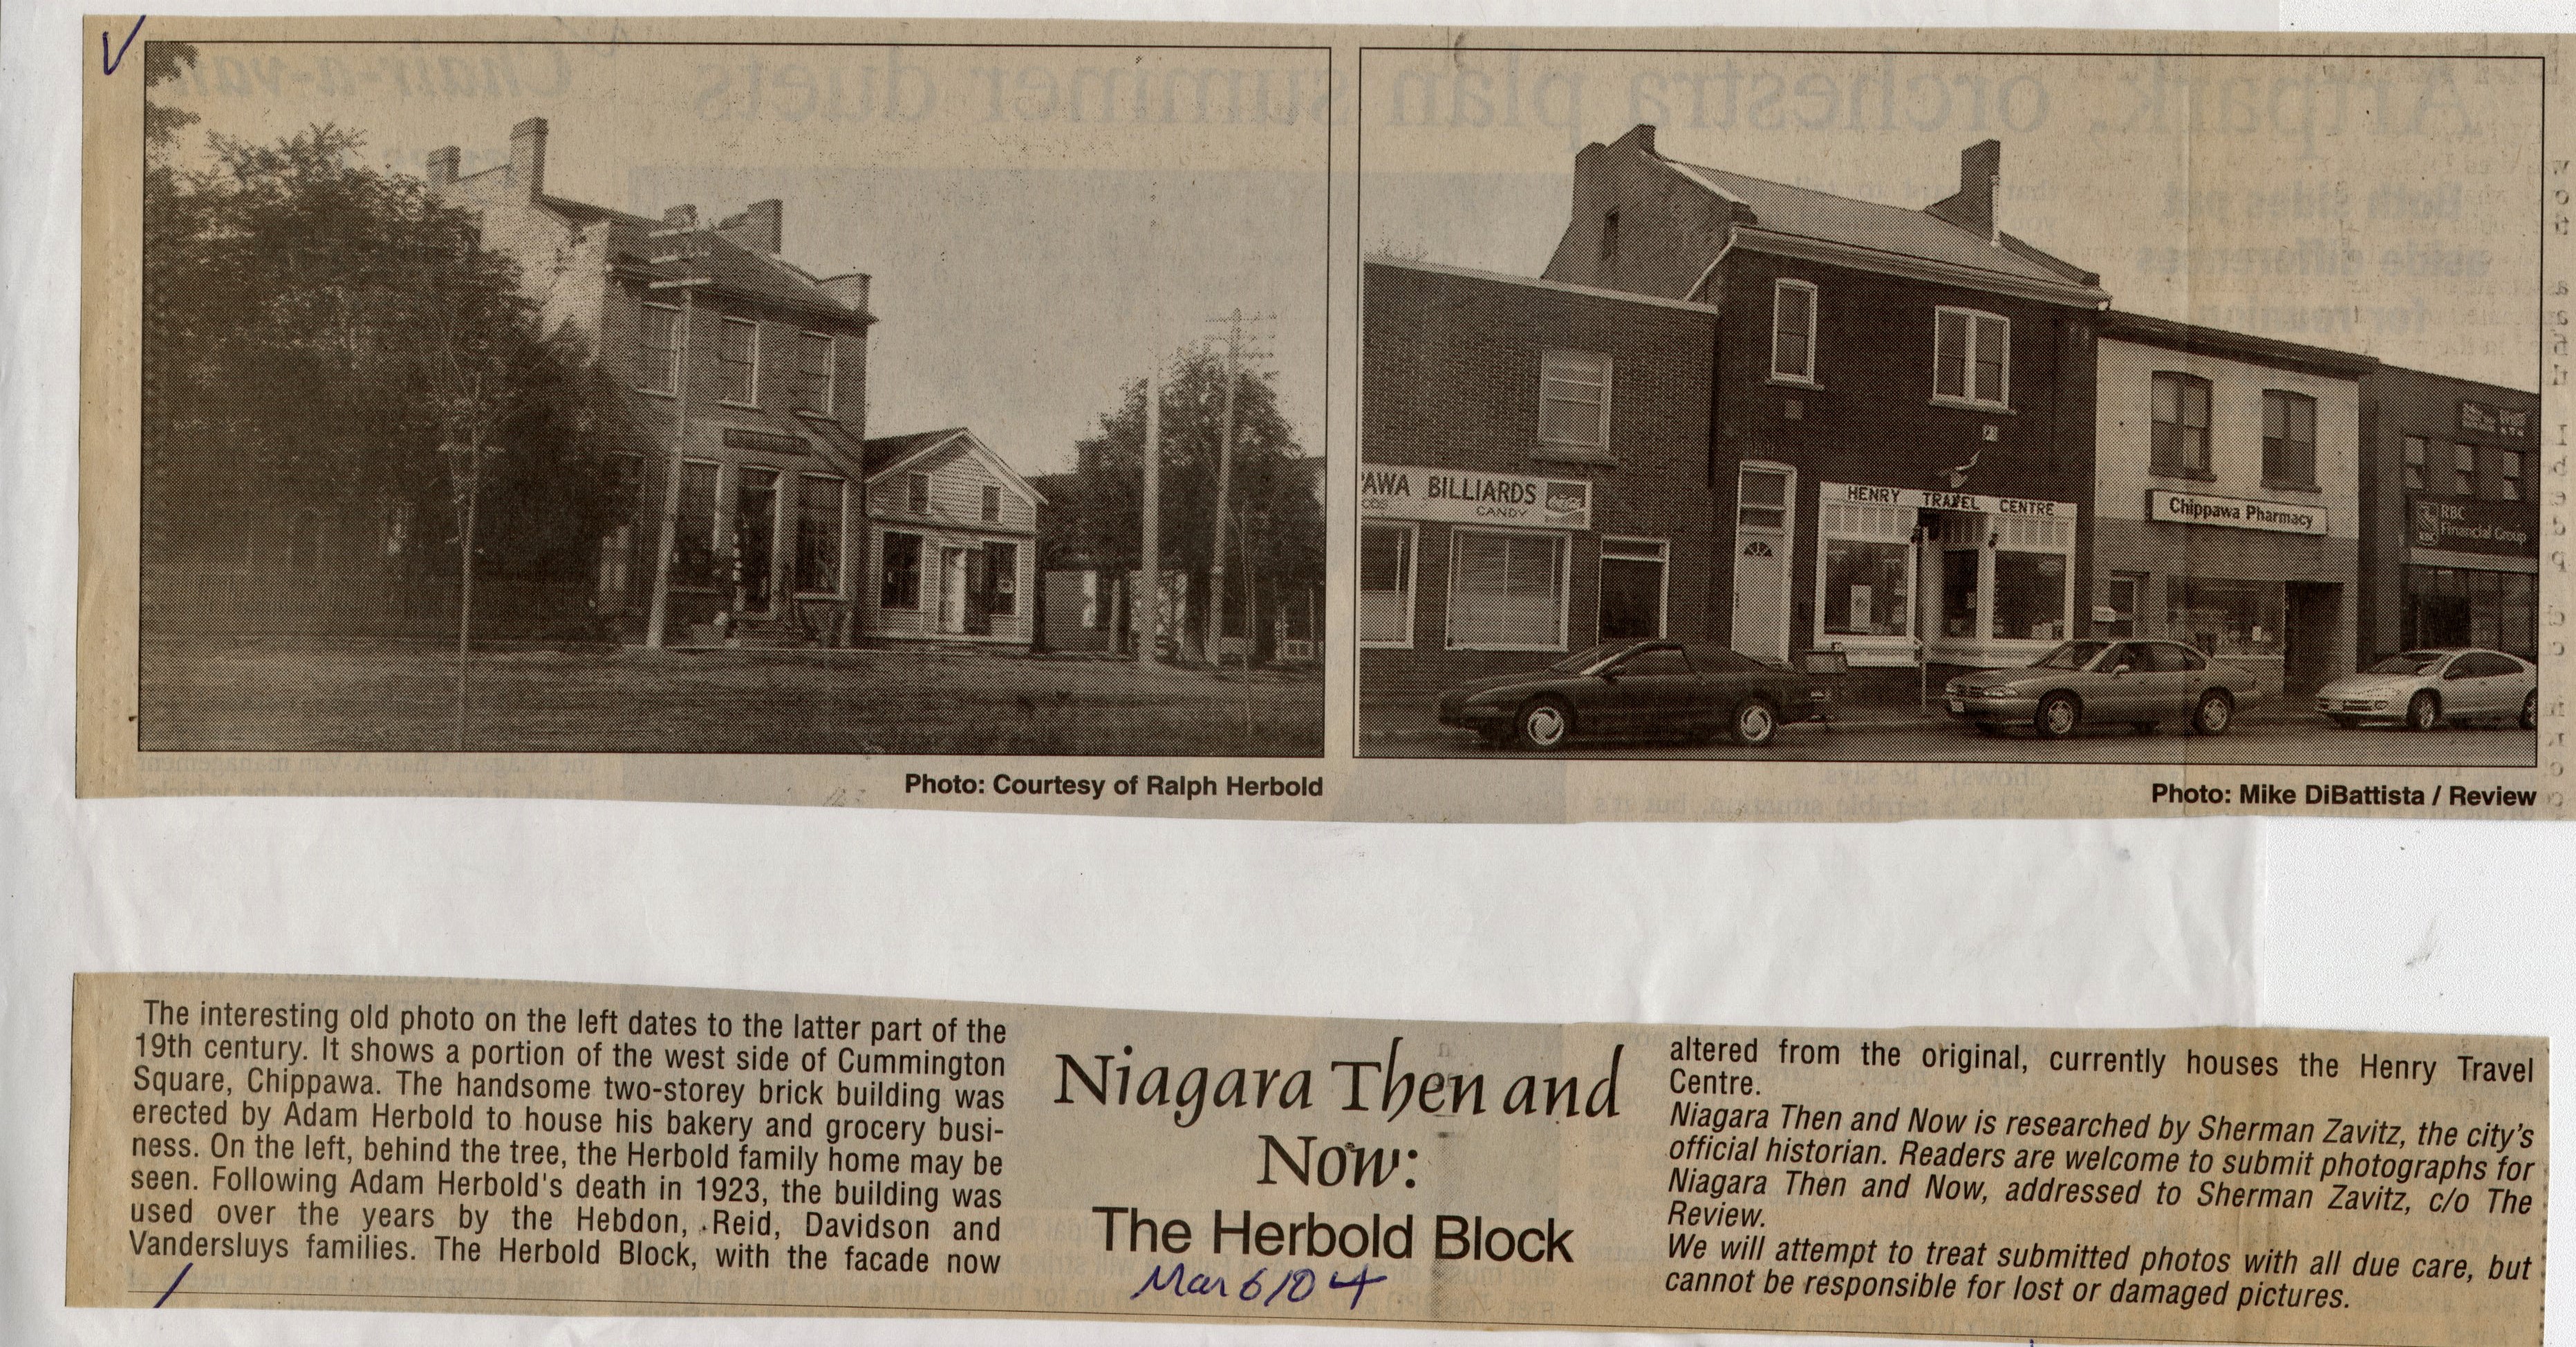 AWA BILLIARDS
CANDY
HENRY TRAVEL CENTRE
Chippawa Pharmacy
RBC
Financial Group
RBC
Photo: Courtesy of Ralph Herbold
Photo: Mike DiBattista / Review
The interesting old photo on the left dates to the latter part of the
19th century. It shows a portion of the west side of Cummington
Square, Chippawa. The handsome two-storey brick building was
erected by Adam Herbold to house his bakery and grocery busi-
ness. On the left, behind the tree, the Herbold family home may be
seen. Following Adam Herbold's death in 1923, the building was
used over the years by the Hebdon, Reid, Davidson and
Vandersluys families. The Herbold Block, with the facade now
Niagara Then and
Now:
The Herbold Block
Mar 6/04
altered from the original, currently houses the Henry Travel
Centre.
Niagara Then and Now is researched by Sherman Zavitz, the city's
official historian. Readers are welcome to submit photographs for
Niagara Then and Now, addressed to Sherman Zavitz, c/o The
Review.
We will attempt to treat submitted photos with all due care, but
cannot be responsible for lost or damaged pictures.